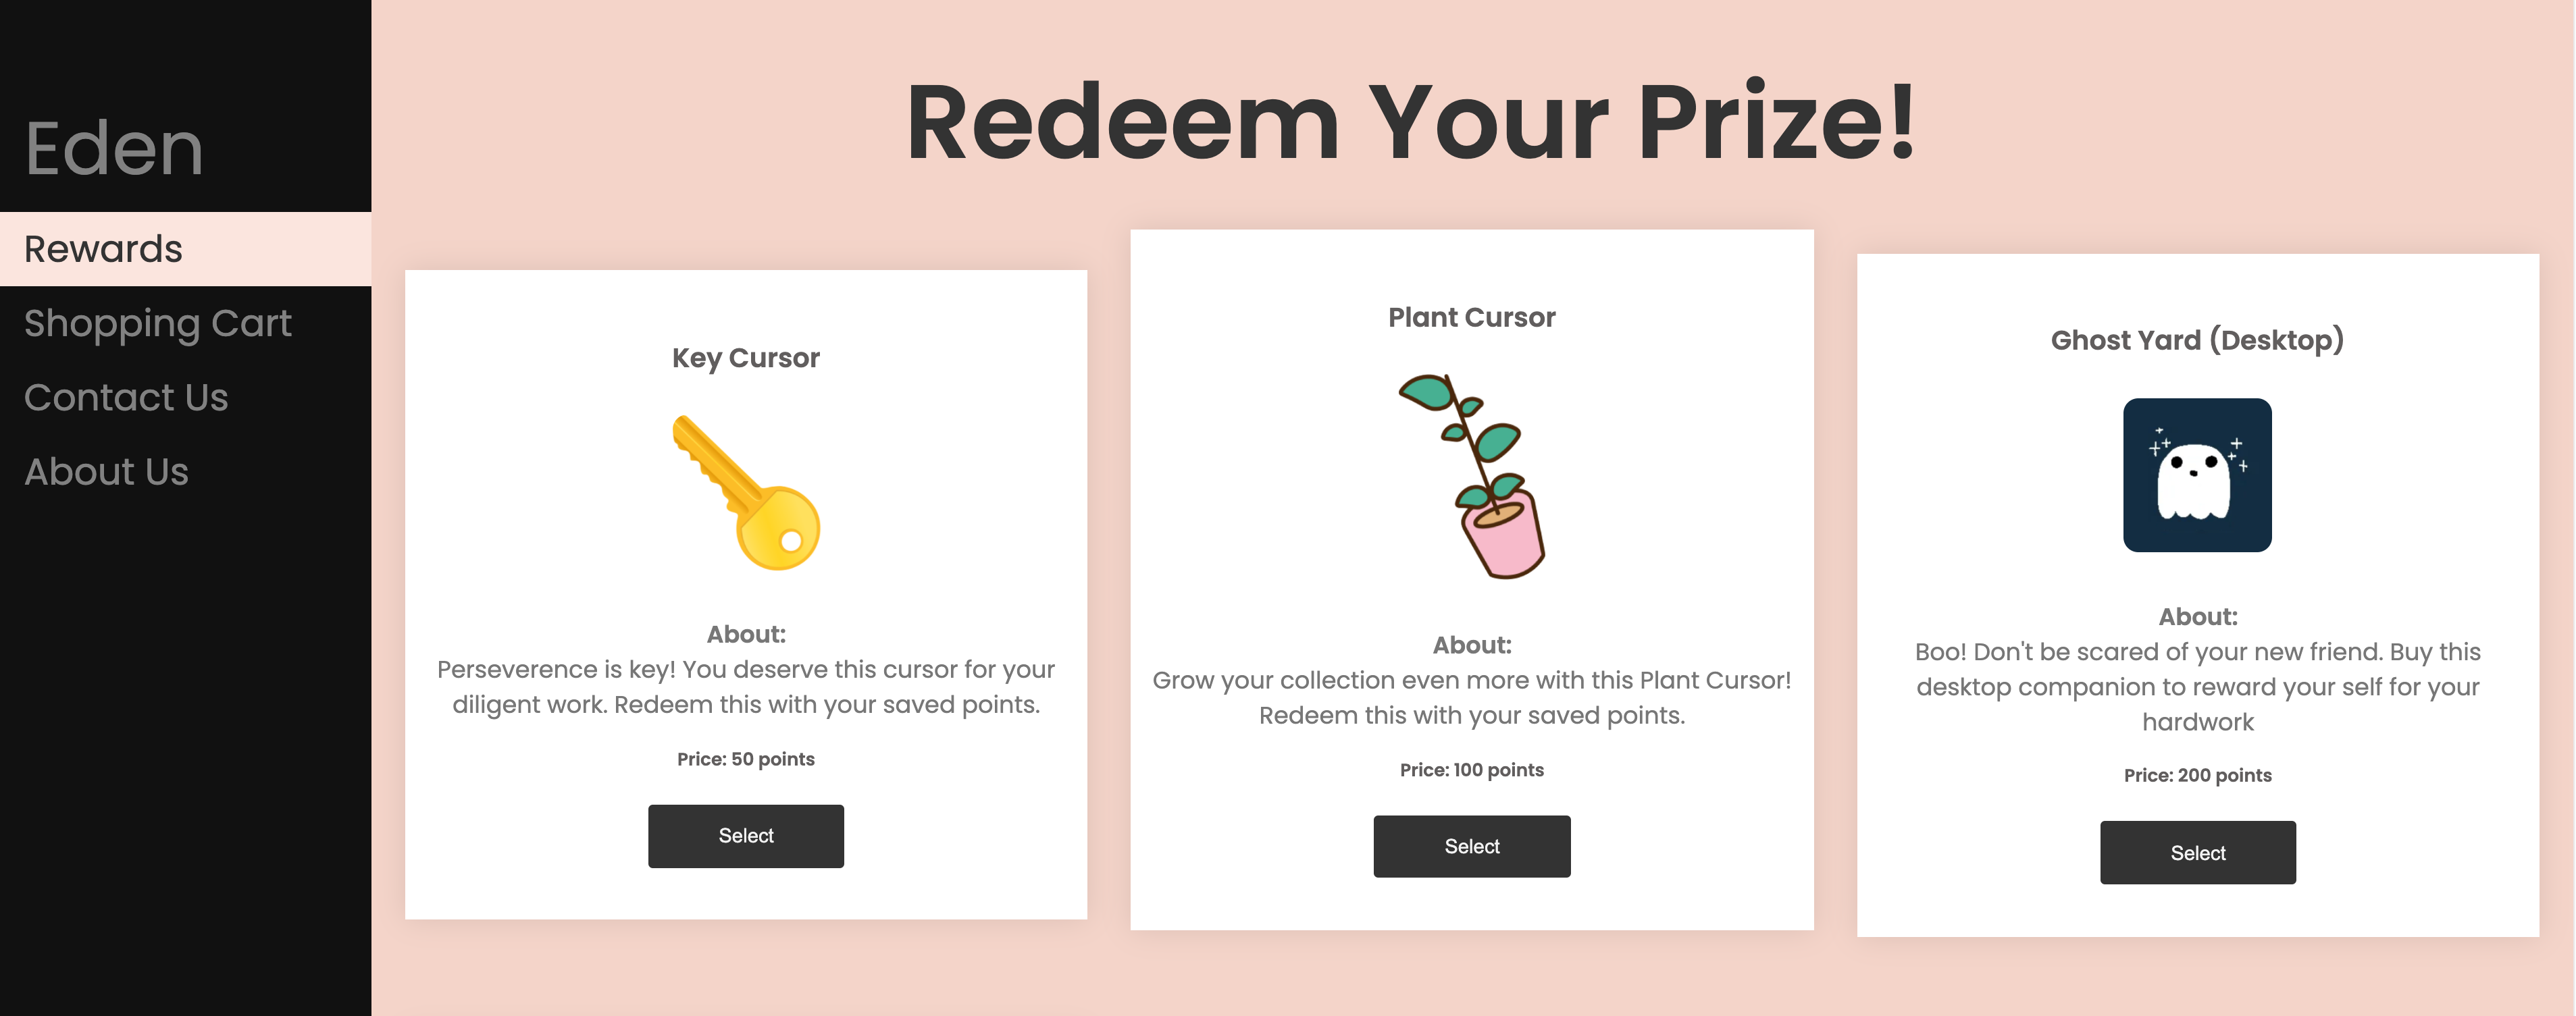 Eden
Rewards
Shopping Cart
Contact Us
About Us
Redeem Your Prize!
Key Cursor
About:
Perseverence is key! You deserve this cursor for your
diligent work. Redeem this with your saved points.
Price: 50 points
Select
Plant Cursor
About:
Grow your collection even more with this Plant Cursor!
Redeem this with your saved points.
Price: 100 points
Select
Ghost Yard (Desktop)
About:
Boo! Don't be scared of your new friend. Buy this
desktop companion to reward your self for your
hardwork
Price: 200 points
Select